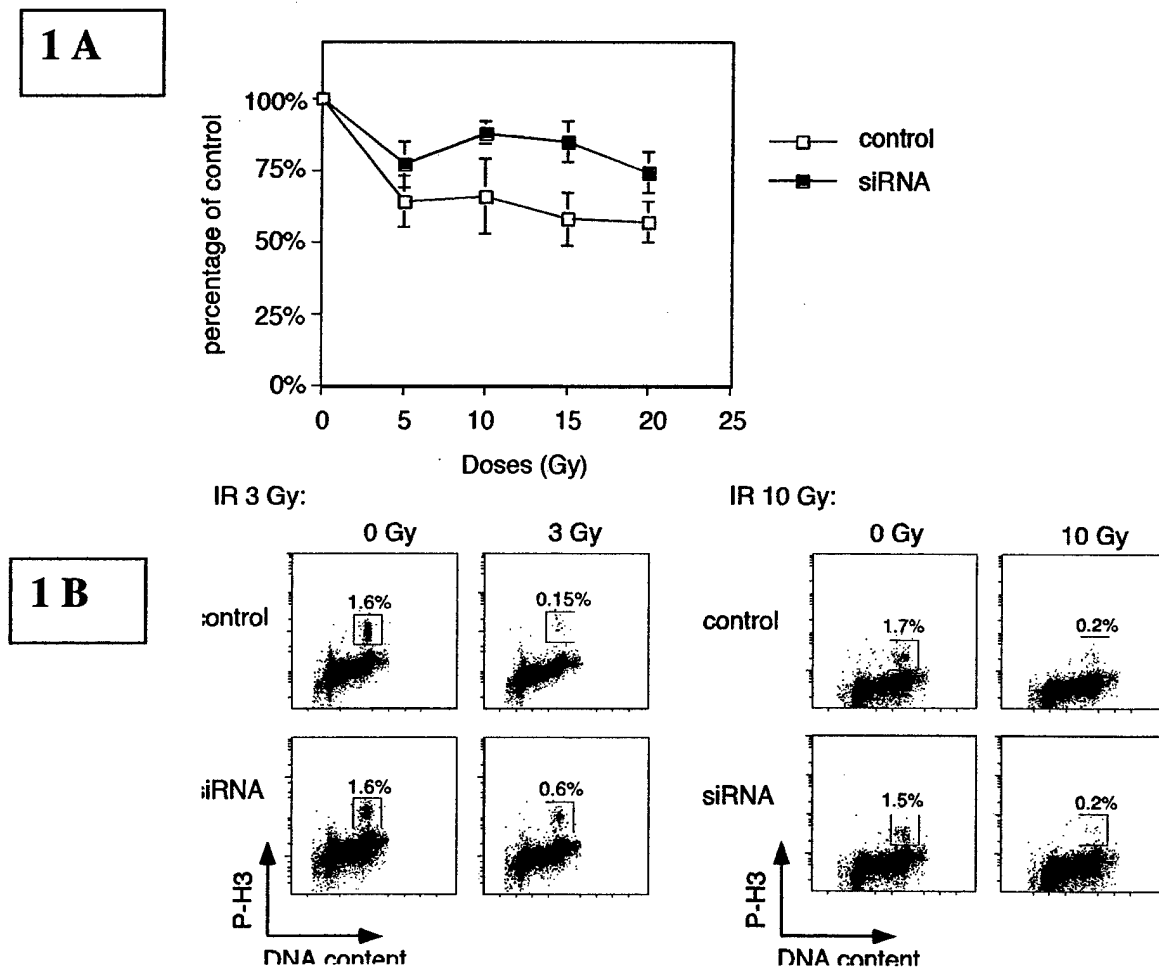 1 A
percentage of control
100%
75%
50%
25%
0%
0 5 10 15 20 25
Doses (Gy)
control
siRNA
1 B
IR 3 Gy:
0 Gy 3 Gy
control
1.6%
0.15%
siRNA
1.6%
0.6%
P-H3
DNA content
IR 10 Gy:
0 Gy 10 Gy
control
1.7%
0.2%
siRNA
1.5%
0.2%
P-H3
DNA content